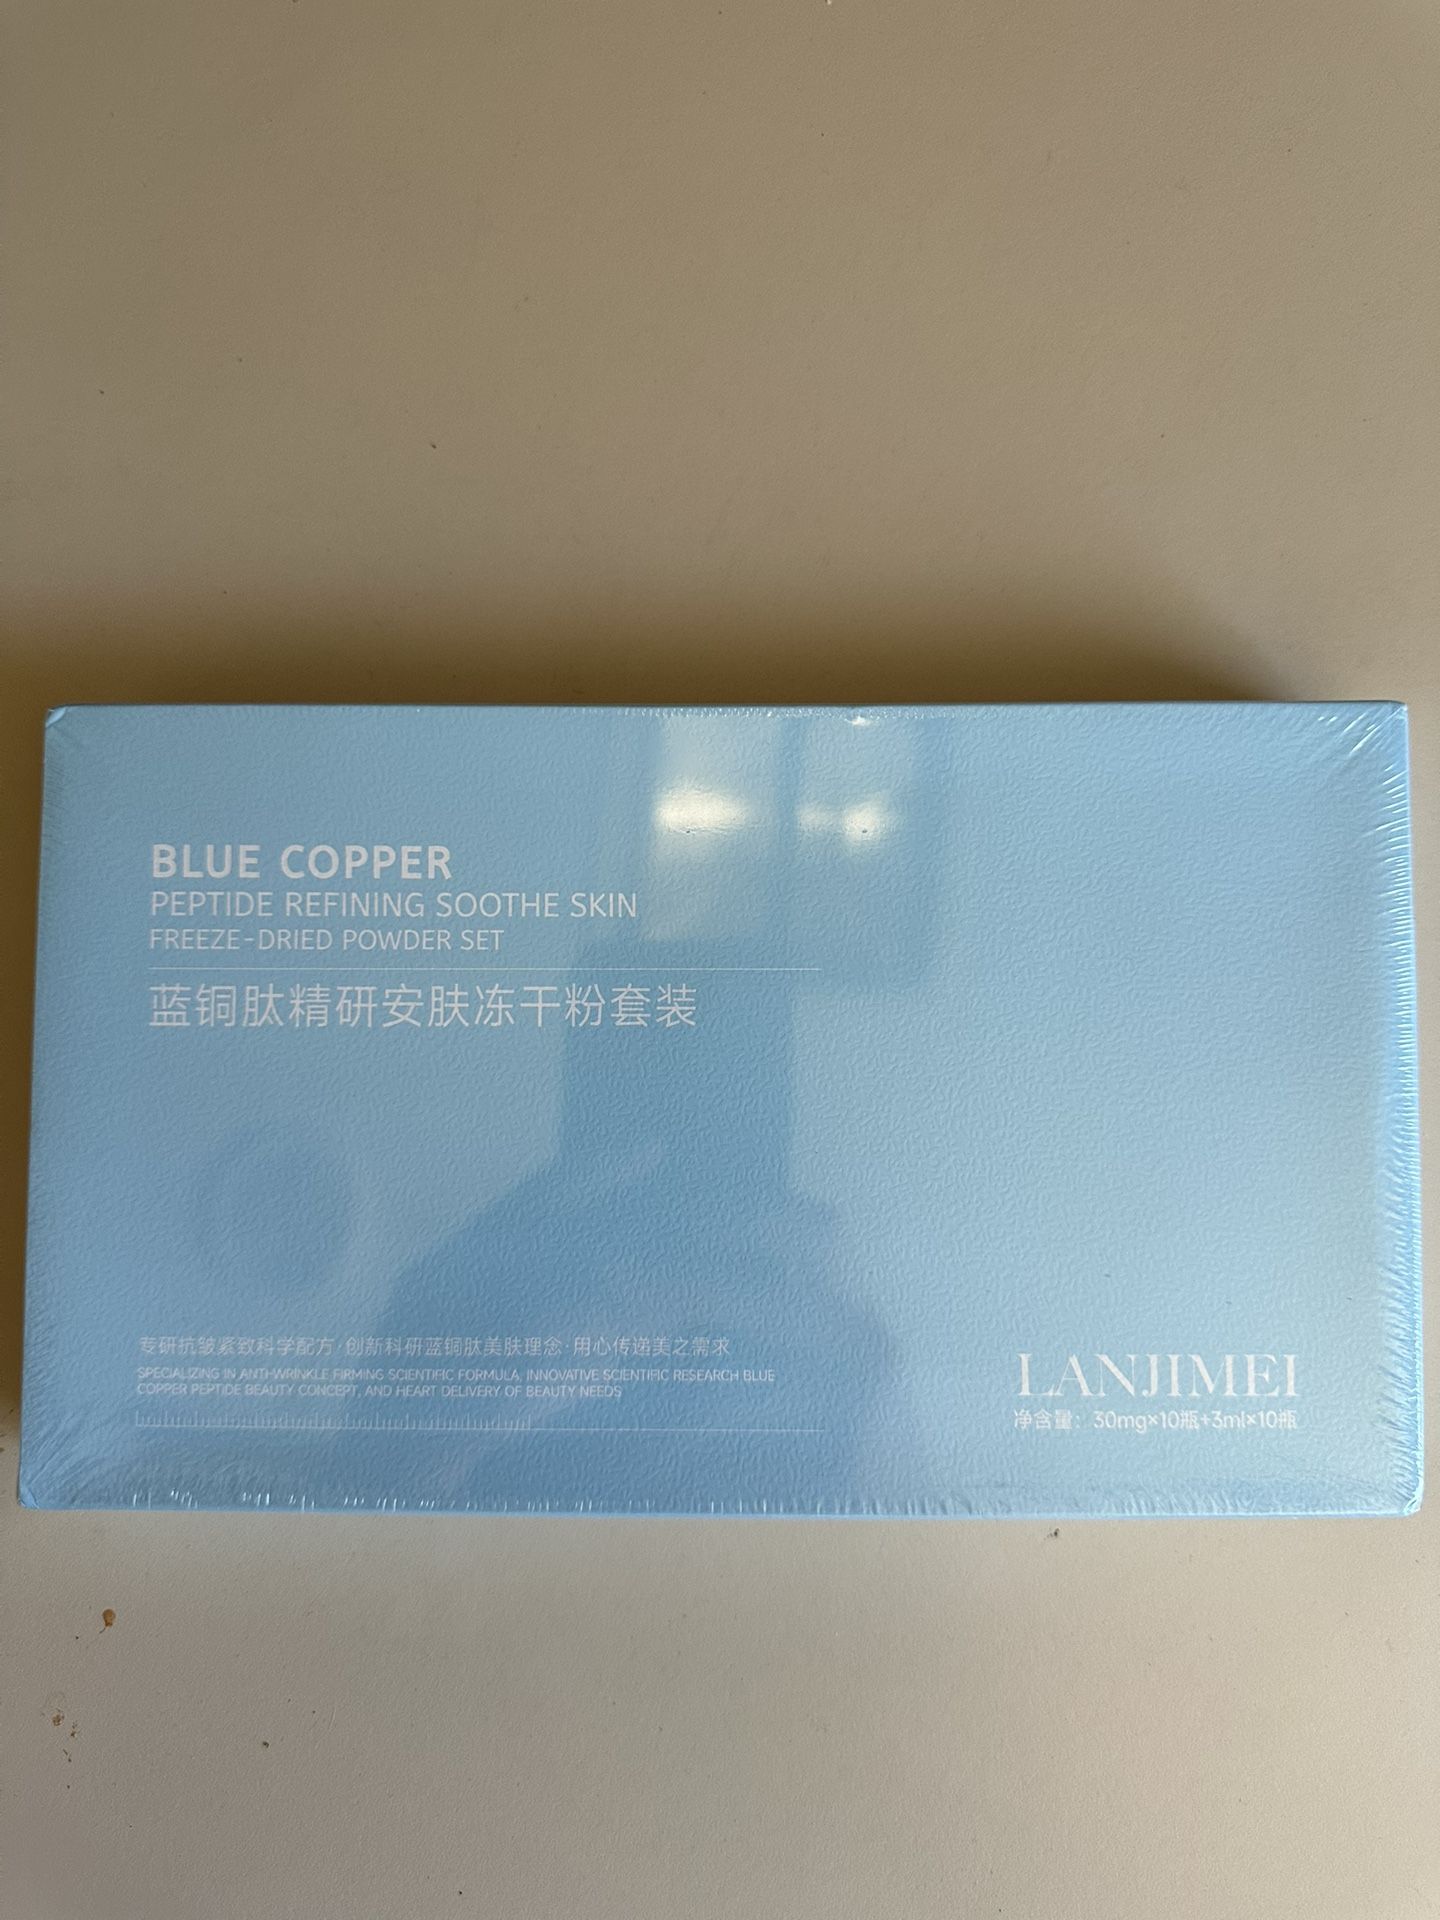 BLUE COPPER
PEPTIDE REFINING SOOTHE SKIN
FREEZE-DRIED POWDER SET
蓝铜肽精研安肤冻干粉套装
专研抗皱紧致科学配方·创新科研蓝铜肽美肤理念·用心传递美之需求
SPECIALIZING IN ANTI-WRINKLE FIRMING SCIENTIFIC FORMULA, INNOVATIVE SCIENTIFIC RESEARCH BLUE
COPPER PEPTIDE BEAUTY CONCEPT, AND HEART DELIVERY OF BEAUTY NEEDS
LANJIMEI
净含量：30mg×10瓶+3ml×10瓶